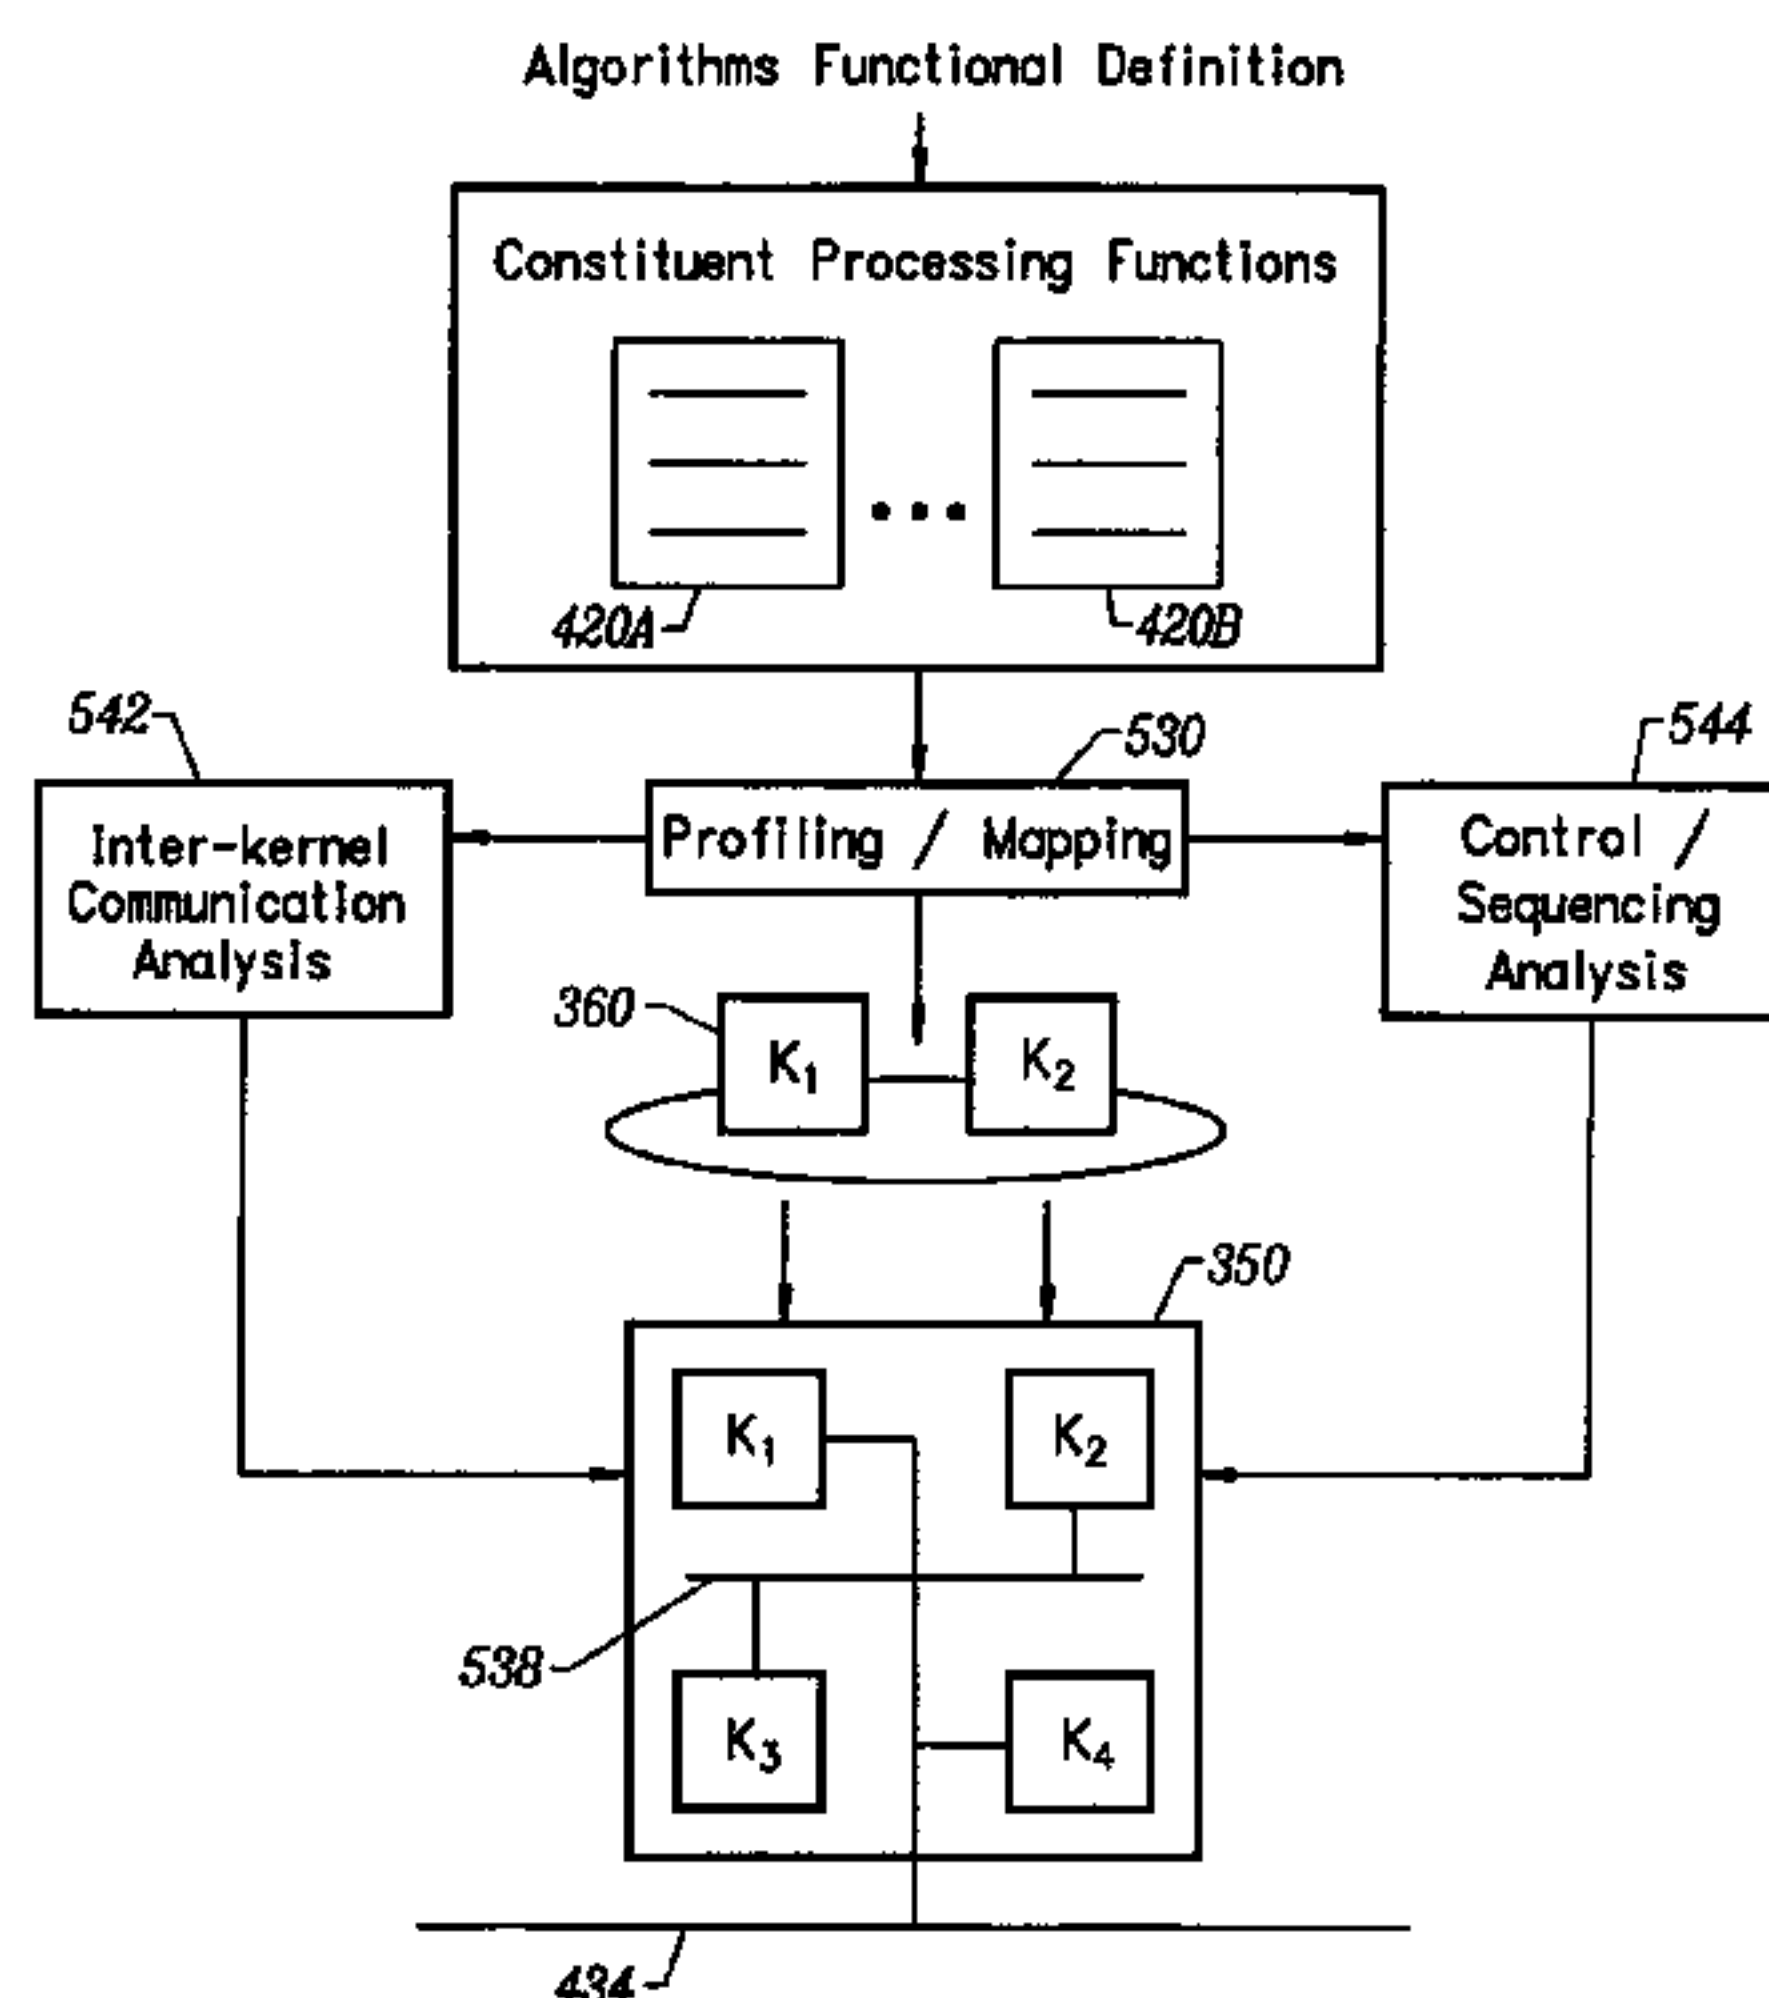 Algorithms Functional Definition
Constituent Processing Functions
420A
420B
542
530
544
Inter-kernel
Communication
Analysis
Profiling / Mapping
Control /
Sequencing
Analysis
360
K₁
K₂
350
K₁
K₂
538
K₃
K₄
434